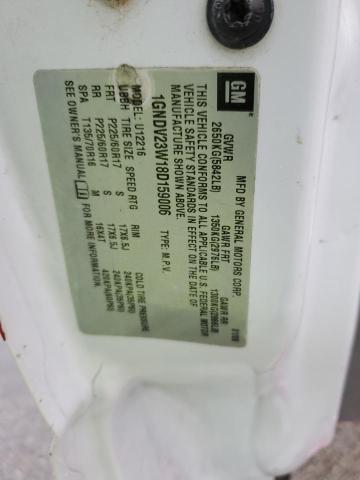 GM
MFD BY GENERAL MOTORS CORP. 01/08
GVWR GAWR FRT GAWR RR
2650KG(5842LB) 1350KG(2976LB) 1300KG(2866LB)
THIS VEHICLE CONFORMS TO ALL APPLICABLE U.S. FEDERAL MOTOR
VEHICLE SAFETY STANDARDS IN EFFECT ON THE DATE OF
MANUFACTURE SHOWN ABOVE.
1GNDV23W18D159006 TYPE: M.P.V.
U12216
UBBH TIRE SIZE SPEED RTG RIM COLD TIRE PRESSURE
FRT P225/60R17 S 17X6.5J 240KPA(35PSI)
RR P225/60R17 S 17X6.5J 240KPA(35PSI)
SPA T135/70R16 M 16X4T 420KPA(60PSI)
SEE OWNER'S MANUAL FOR MORE INFORMATION.